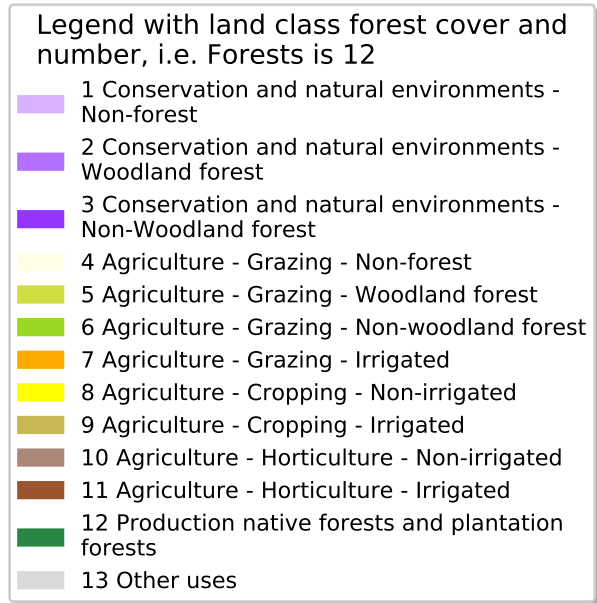 Legend with land class forest cover and
number, i.e. Forests is 12
1 Conservation and natural environments -
Non-forest
2 Conservation and natural environments -
Woodland forest
3 Conservation and natural environments -
Non-Woodland forest
4 Agriculture - Grazing - Non-forest
5 Agriculture - Grazing - Woodland forest
6 Agriculture - Grazing - Non-woodland forest
7 Agriculture - Grazing - Irrigated
8 Agriculture - Cropping - Non-irrigated
9 Agriculture - Cropping - Irrigated
10 Agriculture - Horticulture - Non-irrigated
11 Agriculture - Horticulture - Irrigated
12 Production native forests and plantation
forests
13 Other uses